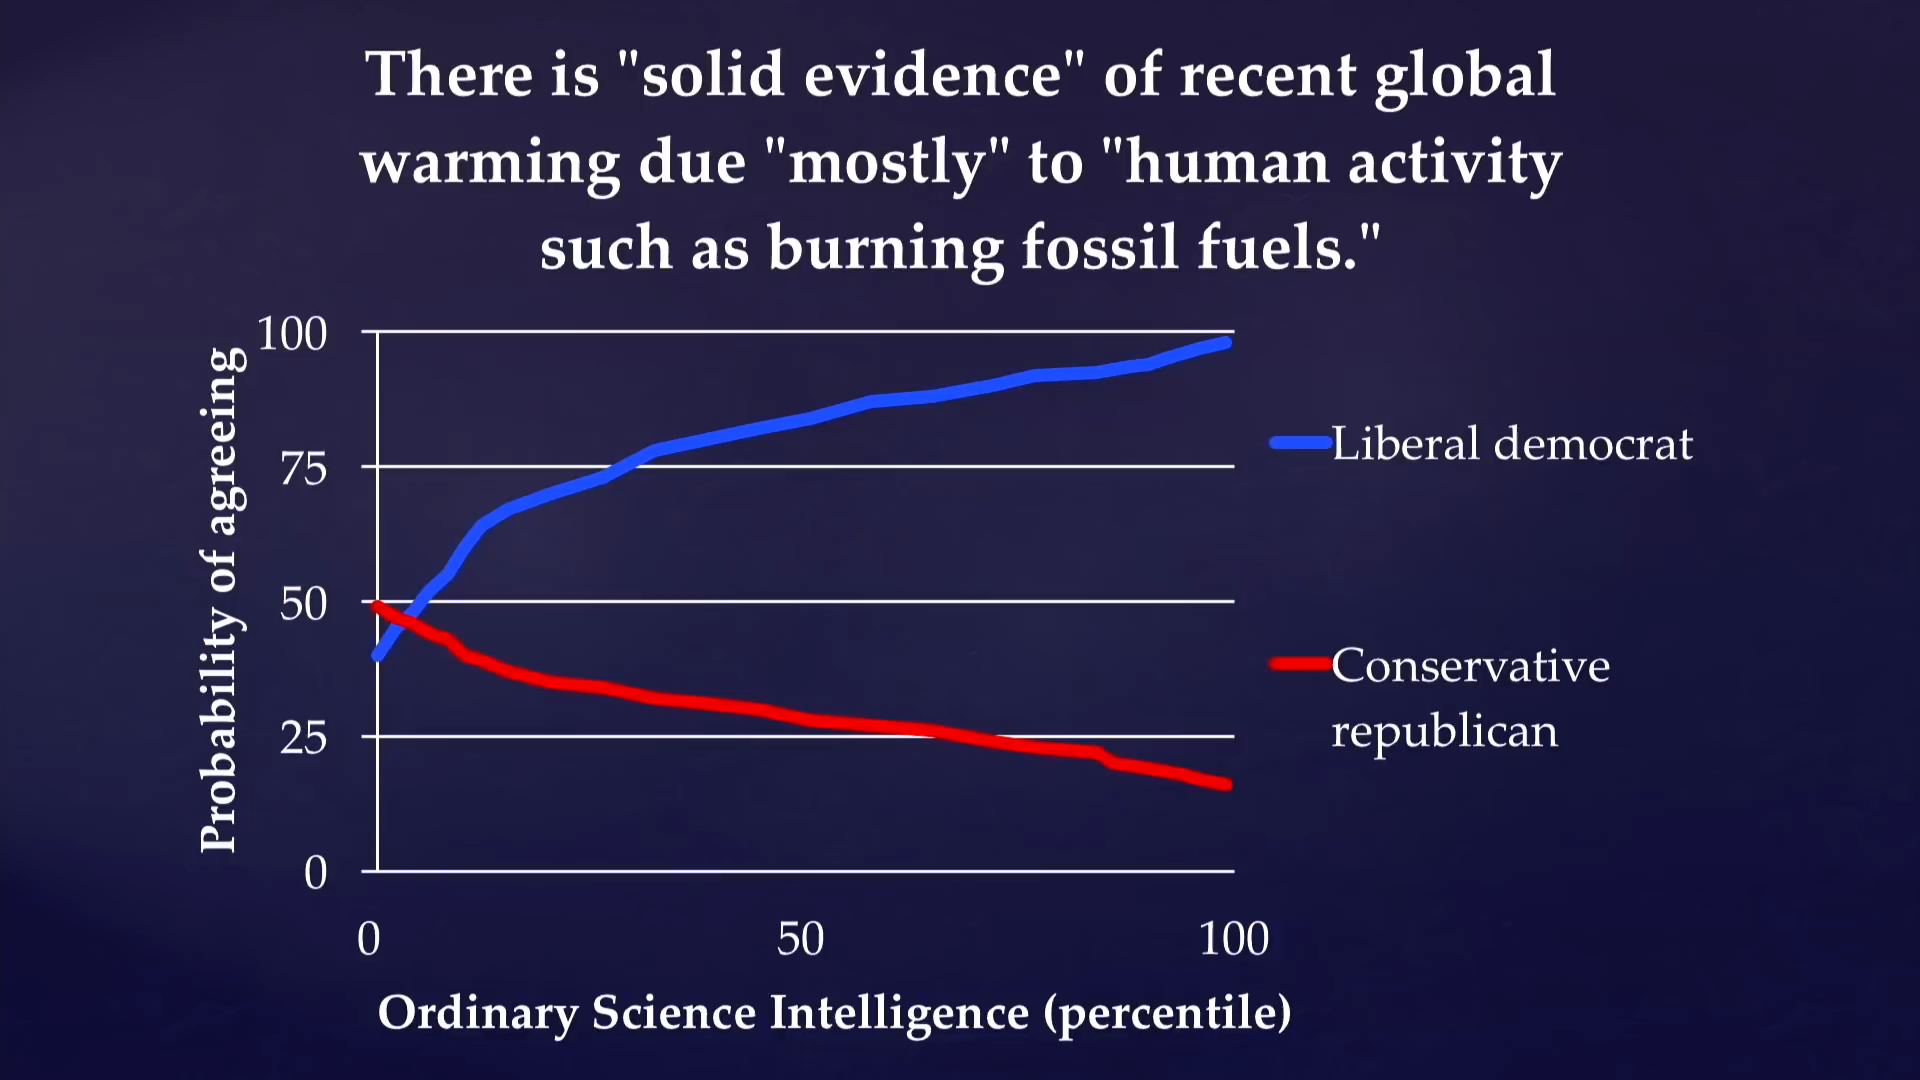 There is "solid evidence" of recent global
warming due "mostly" to "human activity
such as burning fossil fuels."
Probability of agreeing
100
75
50
25
0
0 50 100
Ordinary Science Intelligence (percentile)
Liberal democrat
Conservative
republican